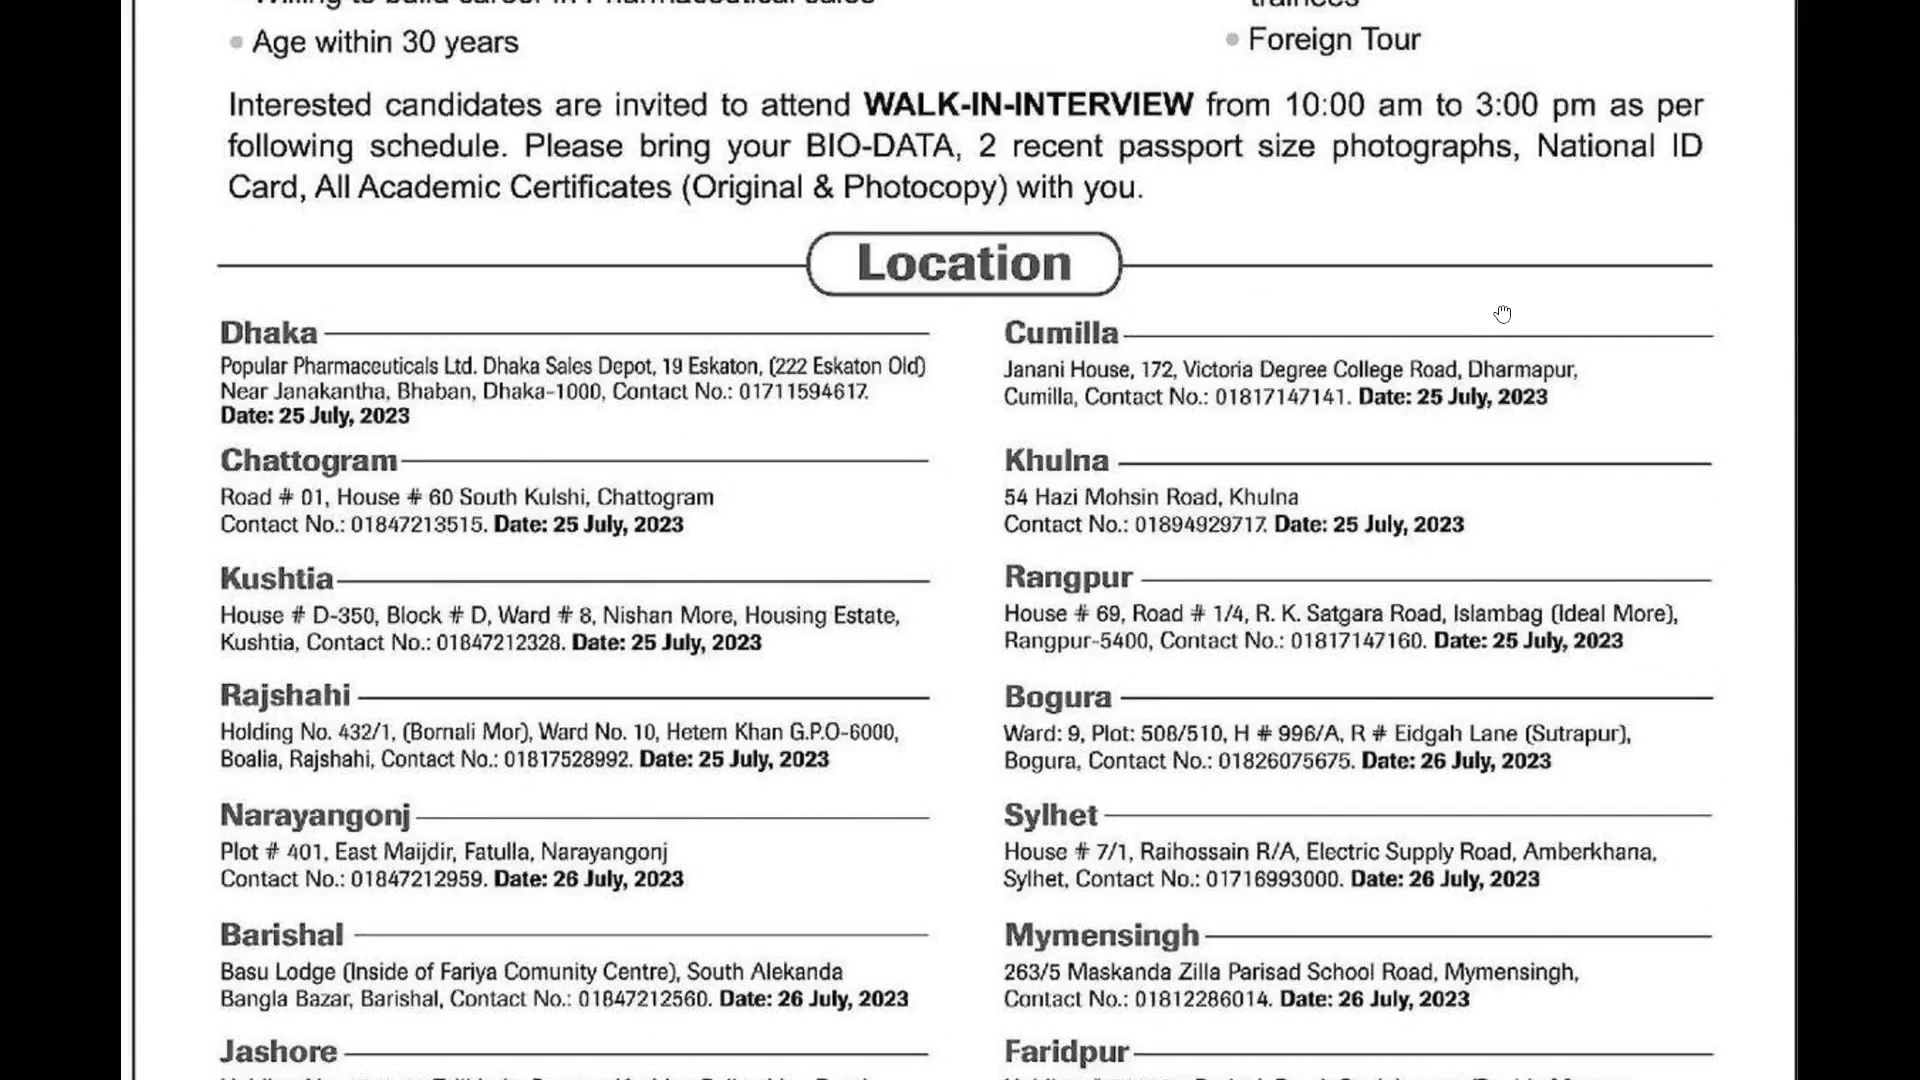 Willing to build career in Pharmaceutical sales
trainees
Age within 30 years
Foreign Tour
Interested candidates are invited to attend WALK-IN-INTERVIEW from 10:00 am to 3:00 pm as per
following schedule. Please bring your BIO-DATA, 2 recent passport size photographs, National ID
Card, All Academic Certificates (Original & Photocopy) with you.
Location
Dhaka
Popular Pharmaceuticals Ltd. Dhaka Sales Depot, 19 Eskaton, (222 Eskaton Old)
Near Janakantha, Bhaban, Dhaka-1000, Contact No.: 01711594617.
Date: 25 July, 2023
Cumilla
Janani House, 172, Victoria Degree College Road, Dharmapur,
Cumilla, Contact No.: 01817147141. Date: 25 July, 2023
Chattogram
Road # 01, House # 60 South Kulshi, Chattogram
Contact No.: 01847213515. Date: 25 July, 2023
Khulna
54 Hazi Mohsin Road, Khulna
Contact No.: 01894929717. Date: 25 July, 2023
Kushtia
House # D-350, Block # D, Ward # 8, Nishan More, Housing Estate,
Kushtia, Contact No.: 01847212328. Date: 25 July, 2023
Rangpur
House # 69, Road # 1/4, R. K. Satgara Road, Islambag (Ideal More),
Rangpur-5400, Contact No.: 01817147160. Date: 25 July, 2023
Rajshahi
Holding No. 432/1, (Bornali Mor), Ward No. 10, Hetem Khan G.P.O-6000,
Boalia, Rajshahi, Contact No.: 01817528992. Date: 25 July, 2023
Bogura
Ward: 9, Plot: 508/510, H # 996/A, R # Eidgah Lane (Sutrapur),
Bogura, Contact No.: 01826075675. Date: 26 July, 2023
Narayangonj
Plot # 401, East Maijdir, Fatulla, Narayangonj
Contact No.: 01847212959. Date: 26 July, 2023
Sylhet
House # 7/1, Raihossain R/A, Electric Supply Road, Amberkhana,
Sylhet, Contact No.: 01716993000. Date: 26 July, 2023
Barishal
Basu Lodge (Inside of Fariya Comunity Centre), South Alekanda
Bangla Bazar, Barishal, Contact No.: 01847212560. Date: 26 July, 2023
Mymensingh
263/5 Maskanda Zilla Parisad School Road, Mymensingh,
Contact No.: 01812286014. Date: 26 July, 2023
Jashore
Faridpur